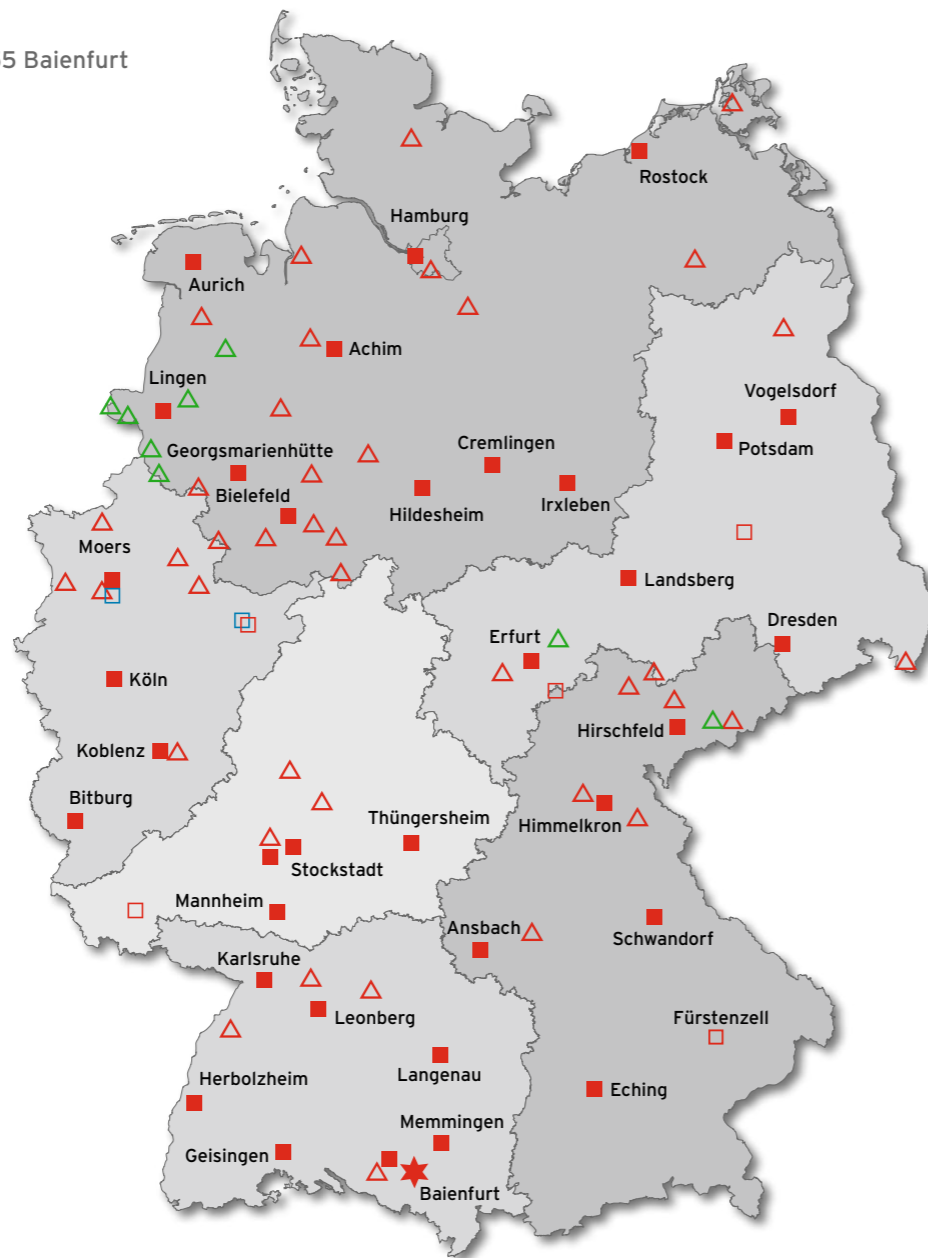 5 Baienfurt
Rostock
Hamburg
Aurich
Achim
Lingen
Vogelsdorf
Georgsmarienhütte
Cremlingen
Potsdam
Bielefeld
Hildesheim
Irxleben
Moers
Landsberg
Dresden
Erfurt
Köln
Hirschfeld
Koblenz
Bitburg
Thüngersheim
Himmelkron
Stockstadt
Mannheim
Ansbach
Schwandorf
Karlsruhe
Leonberg
Fürstenzell
Langenau
Herbolzheim
Eching
Memmingen
Geisingen
Baienfurt